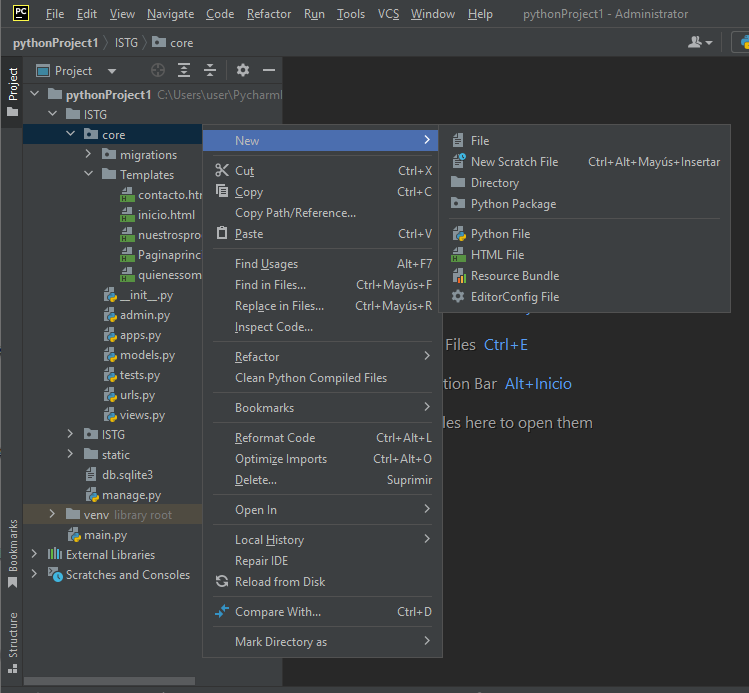 PC File Edit View Navigate Code Refactor Run Tools VCS Window Help pythonProject1 - Administrator
pythonProject1 ISTG core
Project
Project
pythonProject1 C:\Users\user\Pycharm
ISTG
core
migrations
Templates
contacto.ht
inicio.html
nuestrospro
Paginaprinc
quienessom
__init__.py
admin.py
apps.py
models.py
tests.py
urls.py
views.py
ISTG
static
db.sqlite3
manage.py
venv library root
main.py
External Libraries
Scratches and Consoles
Bookmarks
Structure
New
Cut Ctrl+X
Copy Ctrl+C
Copy Path/Reference...
Paste Ctrl+V
Find Usages Alt+F7
Find in Files... Ctrl+Mayús+F
Replace in Files... Ctrl+Mayús+R
Inspect Code...
Refactor
Clean Python Compiled Files
Bookmarks
Reformat Code Ctrl+Alt+L
Optimize Imports Ctrl+Alt+O
Delete... Suprimir
Open In
Local History
Repair IDE
Reload from Disk
Compare With... Ctrl+D
Mark Directory as
File
New Scratch File Ctrl+Alt+Mayús+Insertar
Directory
Python Package
Python File
HTML File
Resource Bundle
EditorConfig File
Files Ctrl+E
tion Bar Alt+Inicio
les here to open them